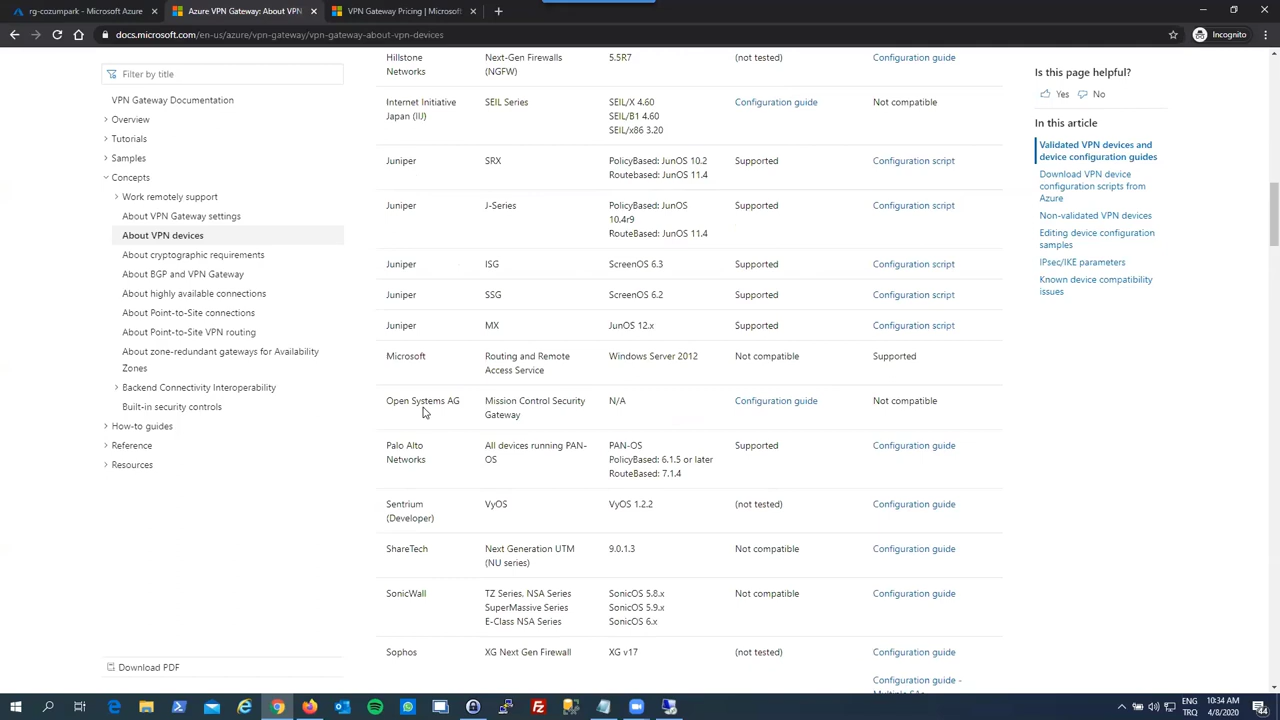 rg-cozumpark - Microsoft Azure
Azure VPN Gateway: About VPN
VPN Gateway Pricing | Microsoft
docs.microsoft.com/en-us/azure/vpn-gateway/vpn-gateway-about-vpn-devices
Incognito
Filter by title
VPN Gateway Documentation
Overview
Tutorials
Samples
Concepts
Work remotely support
About VPN Gateway settings
About VPN devices
About cryptographic requirements
About BGP and VPN Gateway
About highly available connections
About Point-to-Site connections
About Point-to-Site VPN routing
About zone-redundant gateways for Availability
Zones
Backend Connectivity Interoperability
Built-in security controls
How-to guides
Reference
Resources
Download PDF
Hillstone Next-Gen Firewalls 5.5R7 (not tested) Configuration guide
Networks (NGFW)
Internet Initiative SEIL Series SEIL/X 4.60 Configuration guide Not compatible
Japan (IIJ) SEIL/B1 4.60
SEIL/x86 3.20
Juniper SRX PolicyBased: JunOS 10.2 Supported Configuration script
Routebased: JunOS 11.4
Juniper J-Series PolicyBased: JunOS Supported Configuration script
10.4r9
RouteBased: JunOS 11.4
Juniper ISG ScreenOS 6.3 Supported Configuration script
Juniper SSG ScreenOS 6.2 Supported Configuration script
Juniper MX JunOS 12.x Supported Configuration script
Microsoft Routing and Remote Windows Server 2012 Not compatible Supported
Access Service
Open Systems AG Mission Control Security N/A Configuration guide Not compatible
Gateway
Palo Alto All devices running PAN- PAN-OS Supported Configuration guide
Networks OS PolicyBased: 6.1.5 or later
RouteBased: 7.1.4
Sentrium VyOS VyOS 1.2.2 (not tested) Configuration guide
(Developer)
ShareTech Next Generation UTM 9.0.1.3 Not compatible Configuration guide
(NU series)
SonicWall TZ Series, NSA Series SonicOS 5.8.x Not compatible Configuration guide
SuperMassive Series SonicOS 5.9.x
E-Class NSA Series SonicOS 6.x
Sophos XG Next Gen Firewall XG v17 (not tested) Configuration guide
Configuration guide -
Multiple SAs
Is this page helpful?
Yes No
In this article
Validated VPN devices and
device configuration guides
Download VPN device
configuration scripts from
Azure
Non-validated VPN devices
Editing device configuration
samples
IPsec/IKE parameters
Known device compatibility
issues
ENG 10:34 AM
TRQ 4/8/2020
44